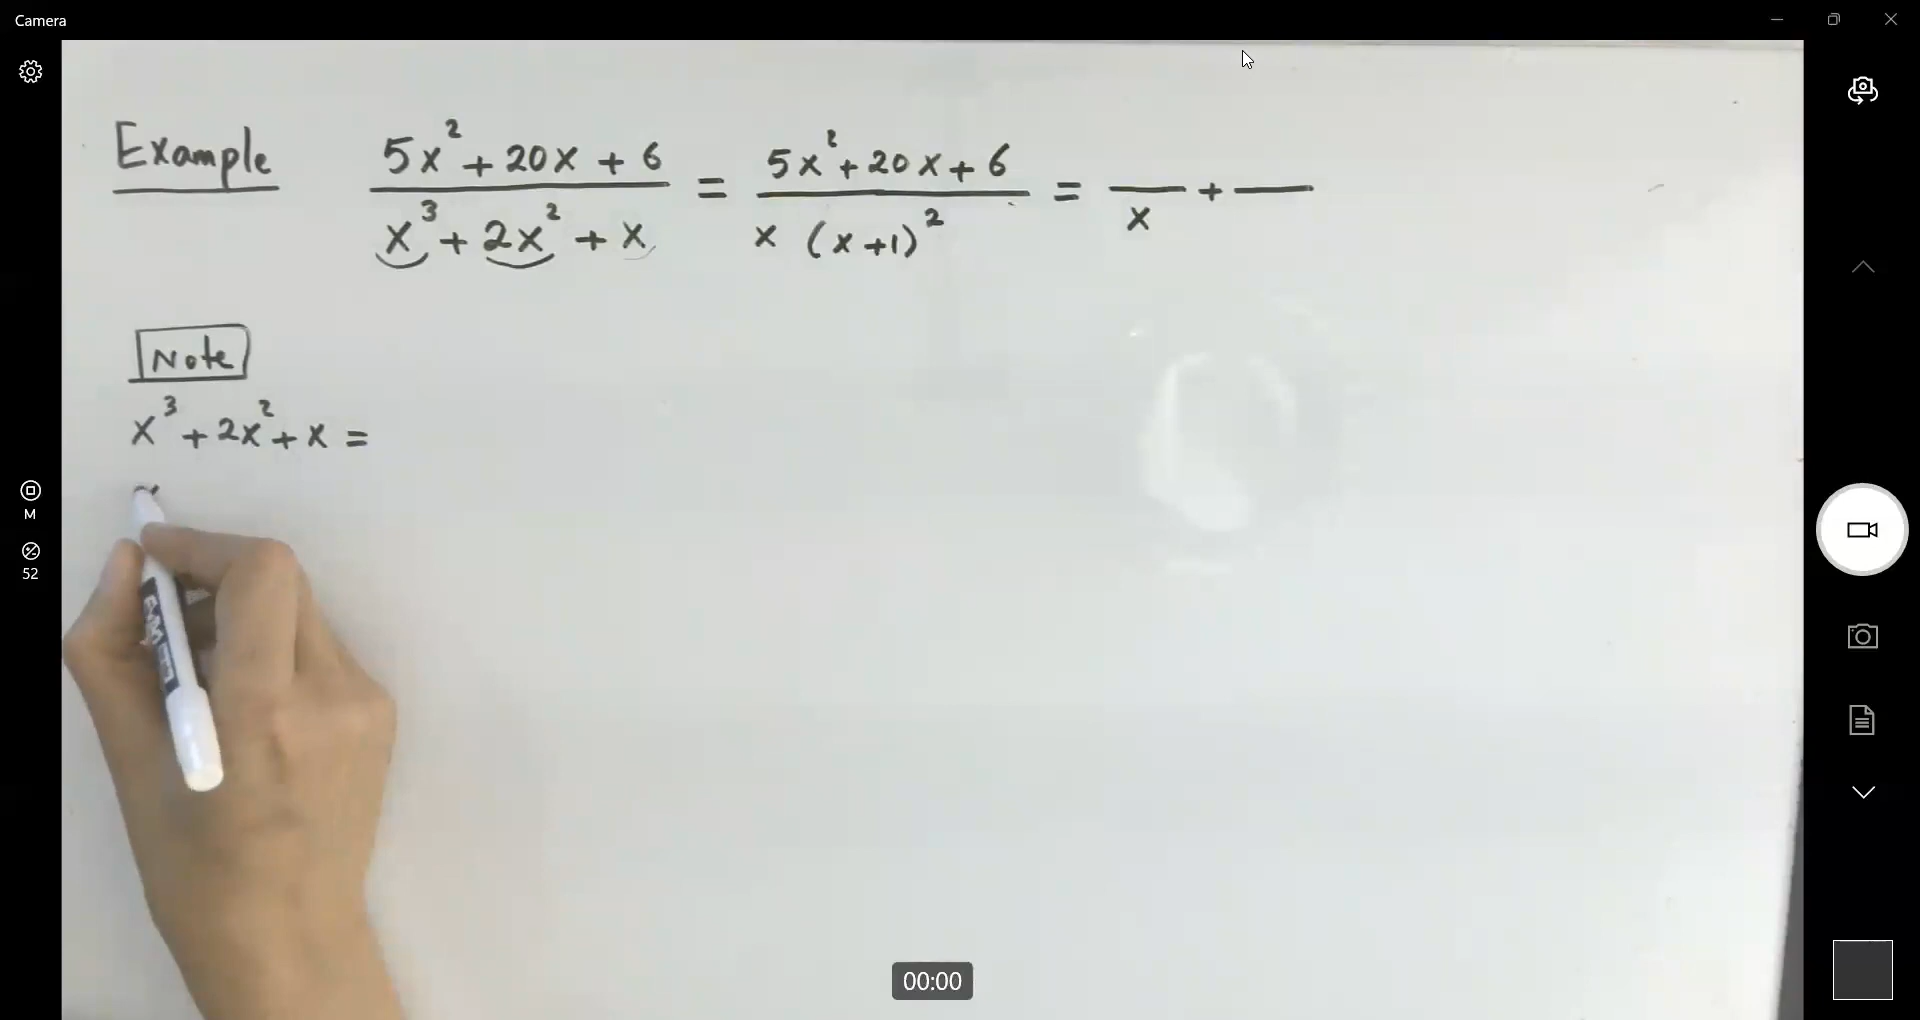 Camera
Example (5x²+20x+6)/(x³+2x²+x) = (5x²+20x+6)/(x (x+1)²) = —/x + —
Note
x³+2x²+x =
M
52
00:00